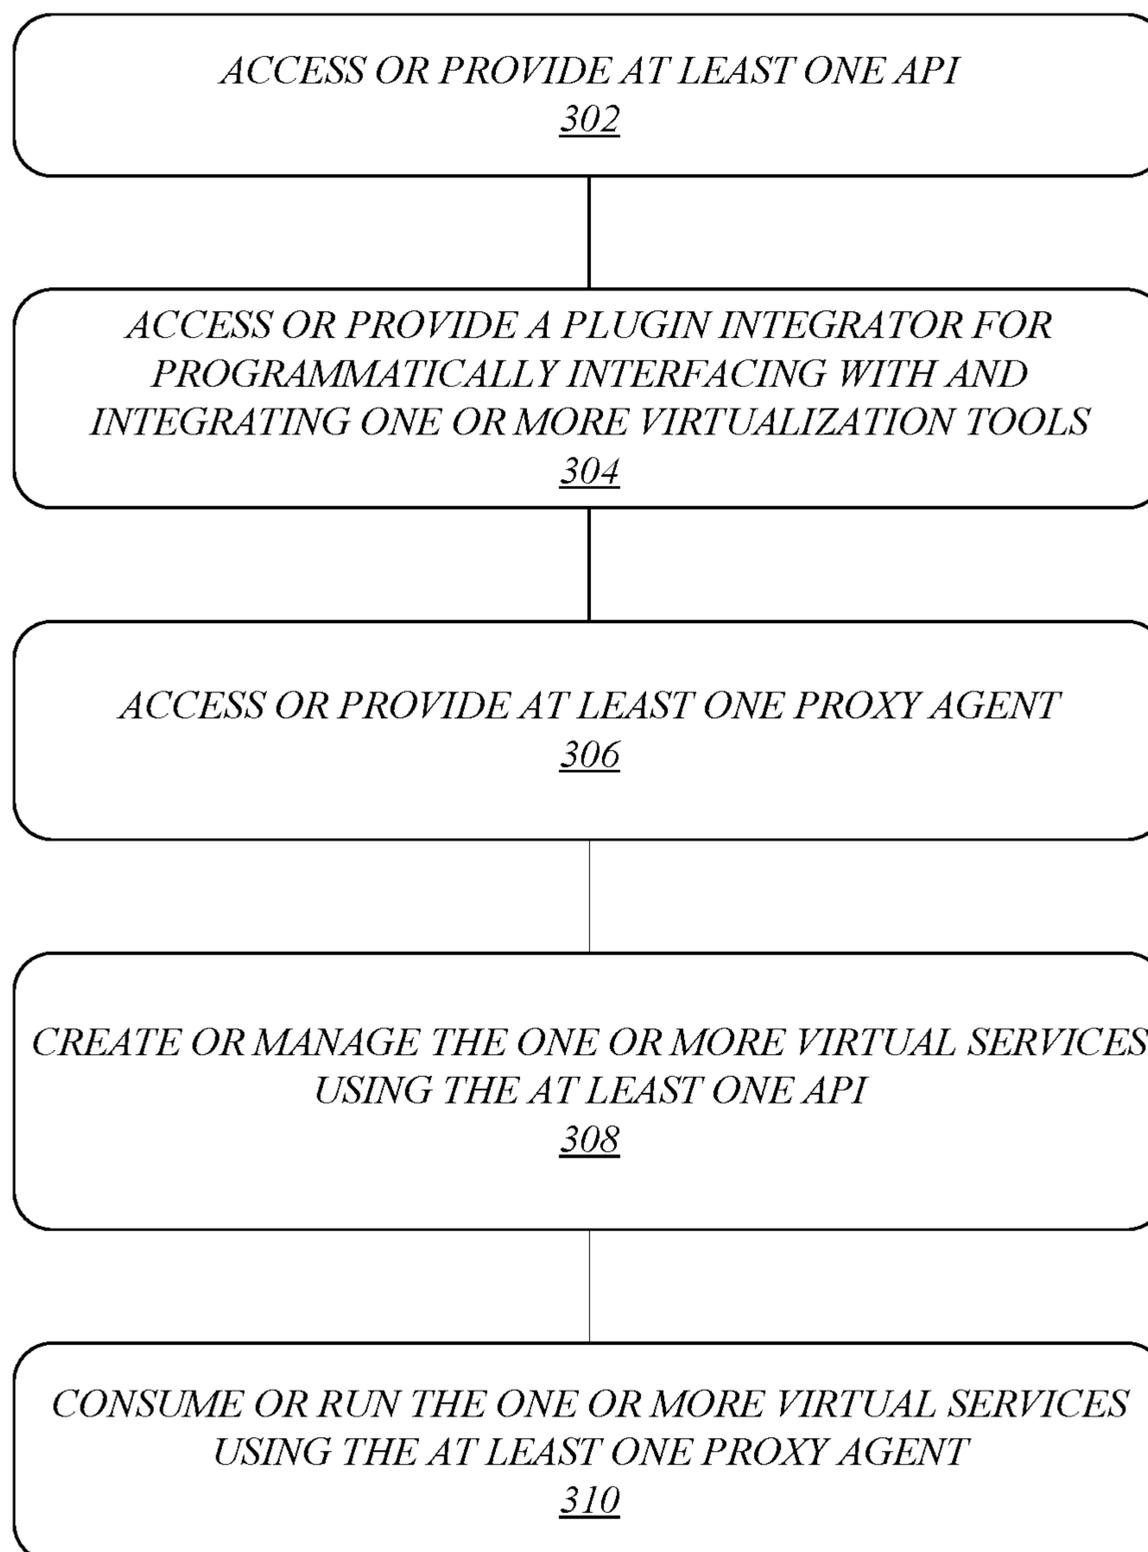 ACCESS OR PROVIDE AT LEAST ONE API
302
ACCESS OR PROVIDE A PLUGIN INTEGRATOR FOR
PROGRAMMATICALLY INTERFACING WITH AND
INTEGRATING ONE OR MORE VIRTUALIZATION TOOLS
304
ACCESS OR PROVIDE AT LEAST ONE PROXY AGENT
306
CREATE OR MANAGE THE ONE OR MORE VIRTUAL SERVICES
USING THE AT LEAST ONE API
308
CONSUME OR RUN THE ONE OR MORE VIRTUAL SERVICES
USING THE AT LEAST ONE PROXY AGENT
310